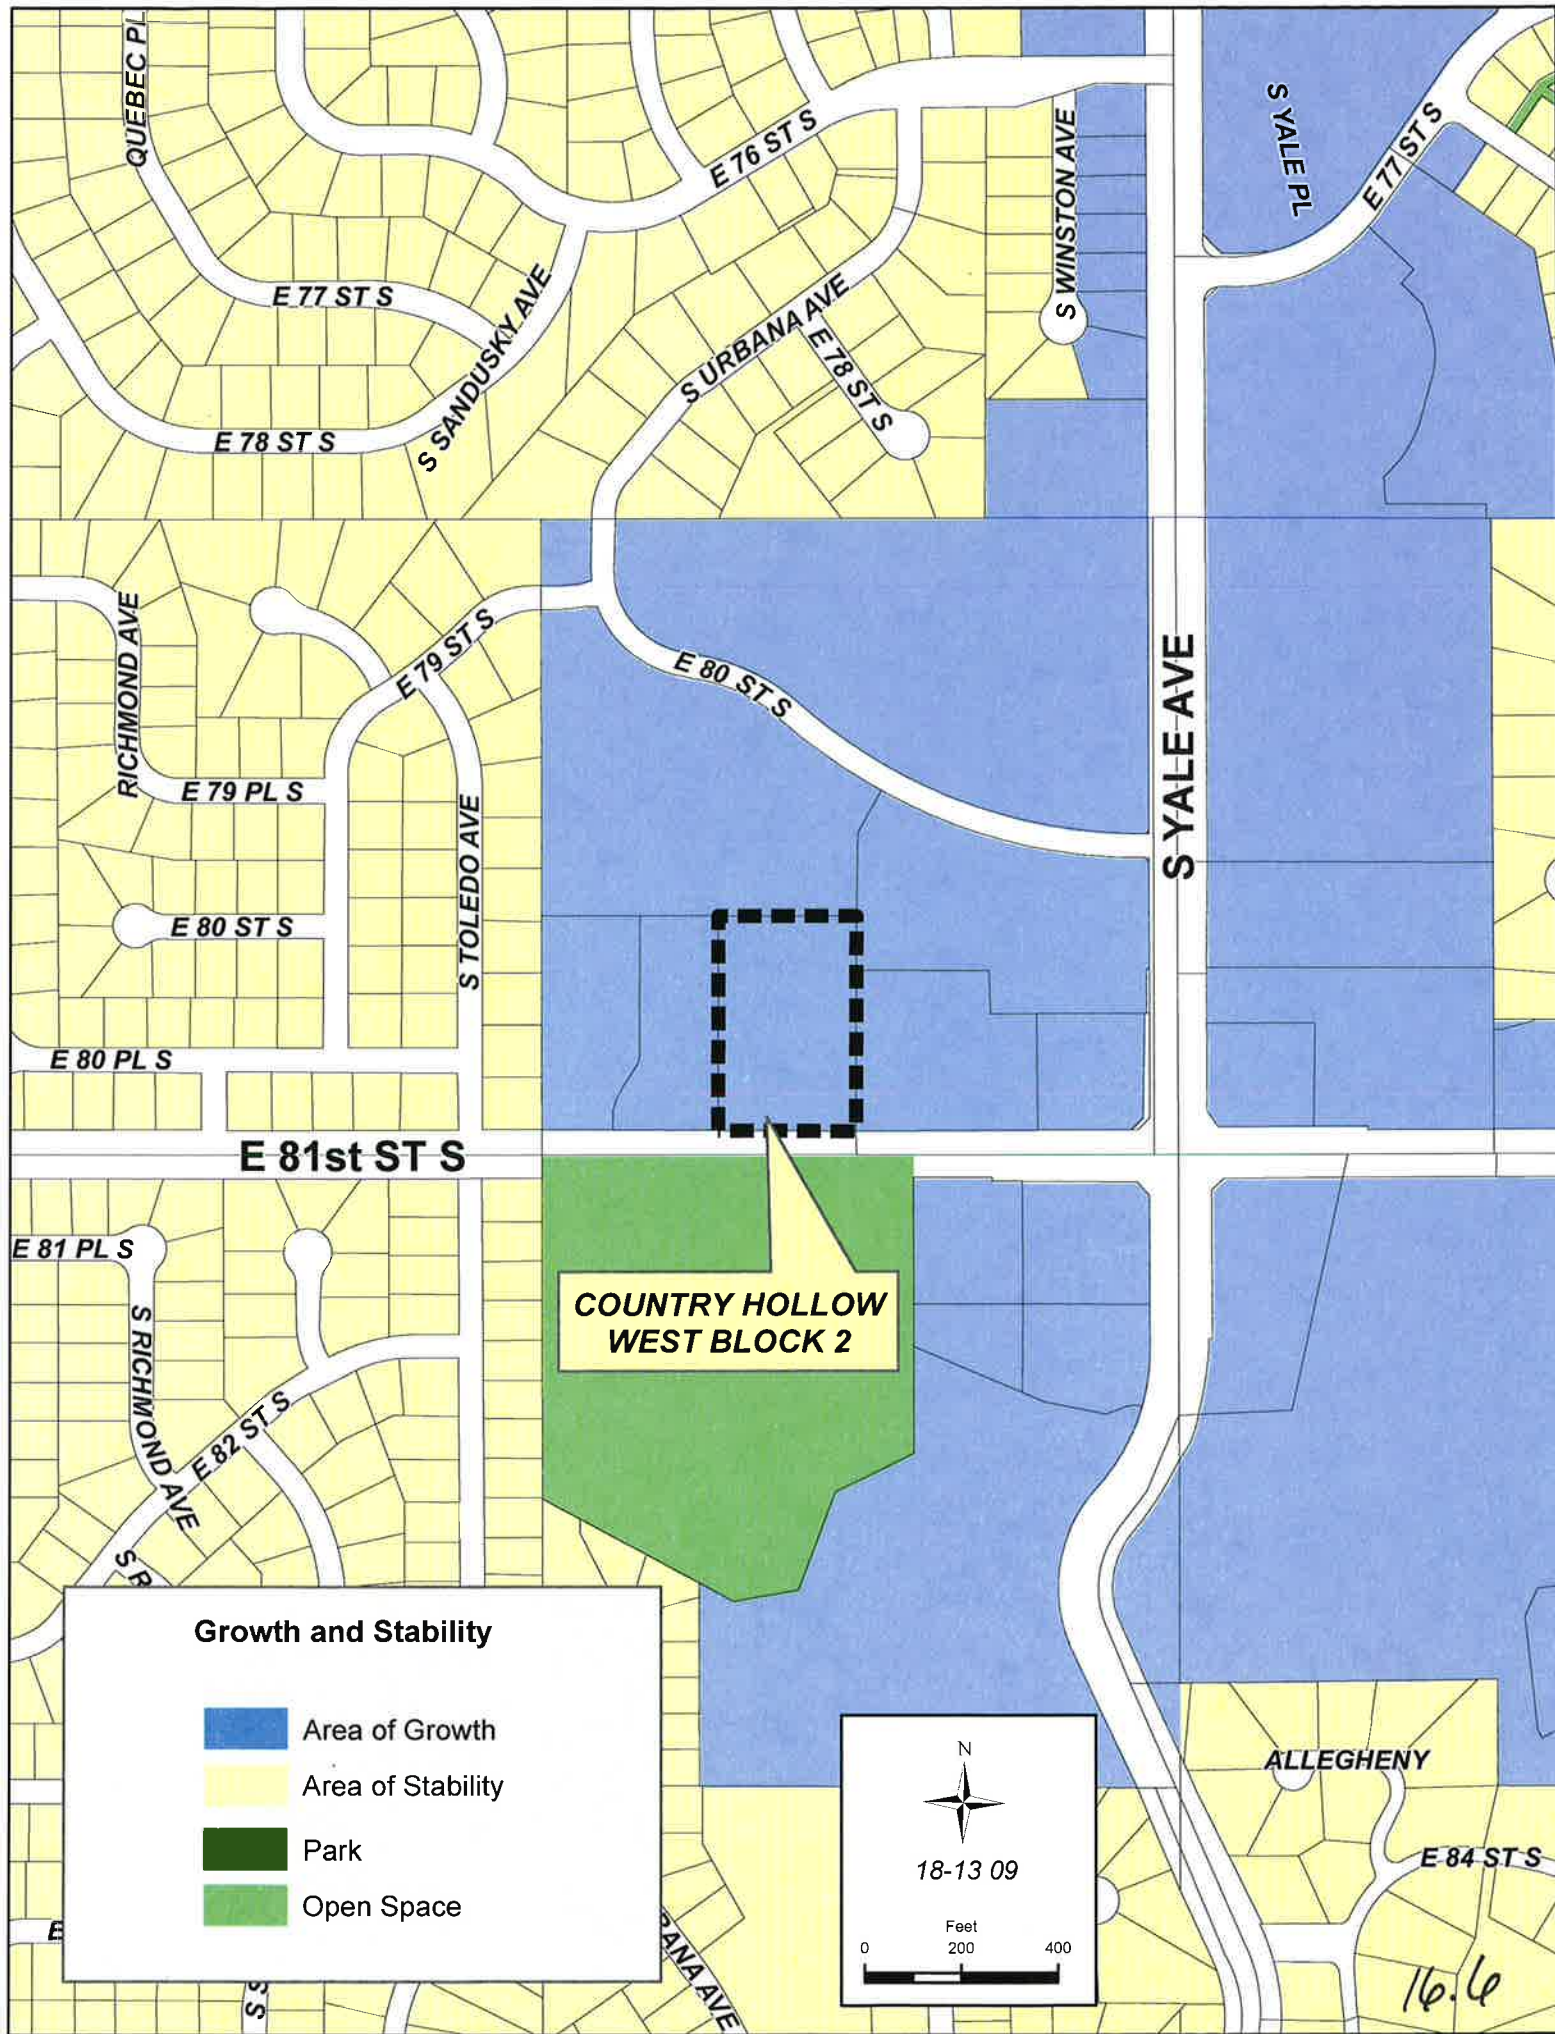 QUEBEC PL
E 76 ST S
S WINSTON AVE
S YALE PL
E 77 ST S
E 77 ST S
S SANDUSKY AVE
S URBANA AVE
E 78 ST S
E 78 ST S
RICHMOND AVE
E 79 ST S
E 80 ST S
S YALE AVE
E 79 PL S
S TOLEDO AVE
E 80 ST S
E 80 PL S
E 81st ST S
E 81 PL S
S RICHMOND AVE
COUNTRY HOLLOW
WEST BLOCK 2
E 82 ST S
S R
Growth and Stability
Area of Growth
Area of Stability
Park
Open Space
N
18-13 09
Feet
0 200 400
ALLEGHENY
E 84 ST S
E
BANA AVE
S S
16.6